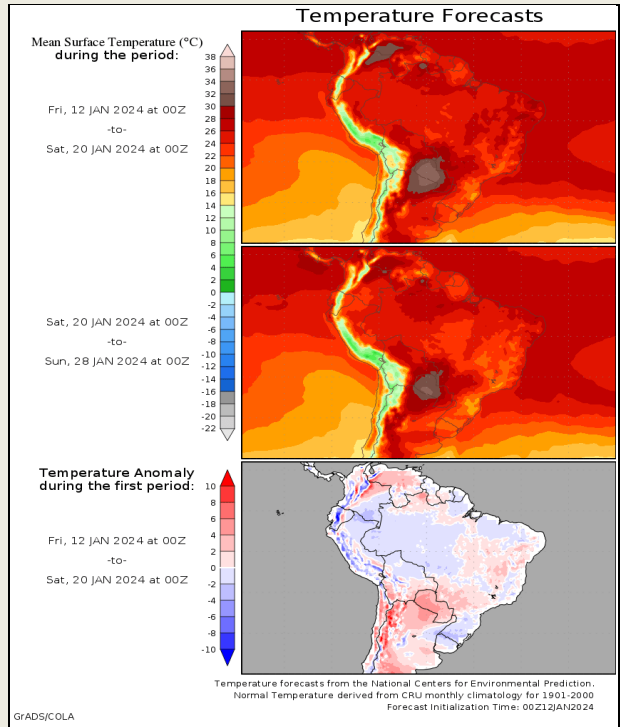 Temperature Forecasts
Mean Surface Temperature (°C)
during the period:
Fri, 12 JAN 2024 at 00Z
-to-
Sat, 20 JAN 2024 at 00Z
38
36
34
32
30
28
26
24
22
20
18
16
14
12
10
8
6
4
2
0
-2
-4
-6
-8
-10
-12
-14
-16
-18
-20
-22
Sat, 20 JAN 2024 at 00Z
-to-
Sun, 28 JAN 2024 at 00Z
Temperature Anomaly
during the first period:
Fri, 12 JAN 2024 at 00Z
-to-
Sat, 20 JAN 2024 at 00Z
10
8
6
4
2
0
-2
-4
-6
-8
-10
Temperature forecasts from the National Centers for Environmental Prediction.
Normal Temperature derived from CRU monthly climatology for 1901-2000
Forecast Initialization Time: 00Z12JAN2024
GrADS/COLA